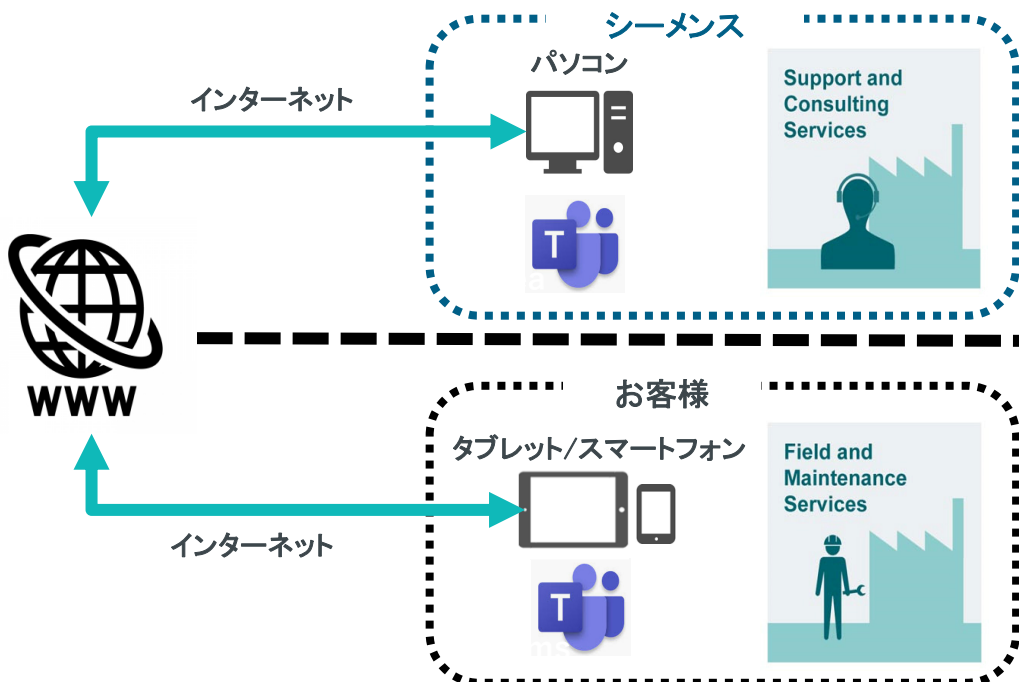 シーメンス
パソコン
インターネット
Support and
Consulting
Services
T
a
WWW
お客様
タブレット/スマートフォン
Field and
Maintenance
Services
インターネット
T
ms